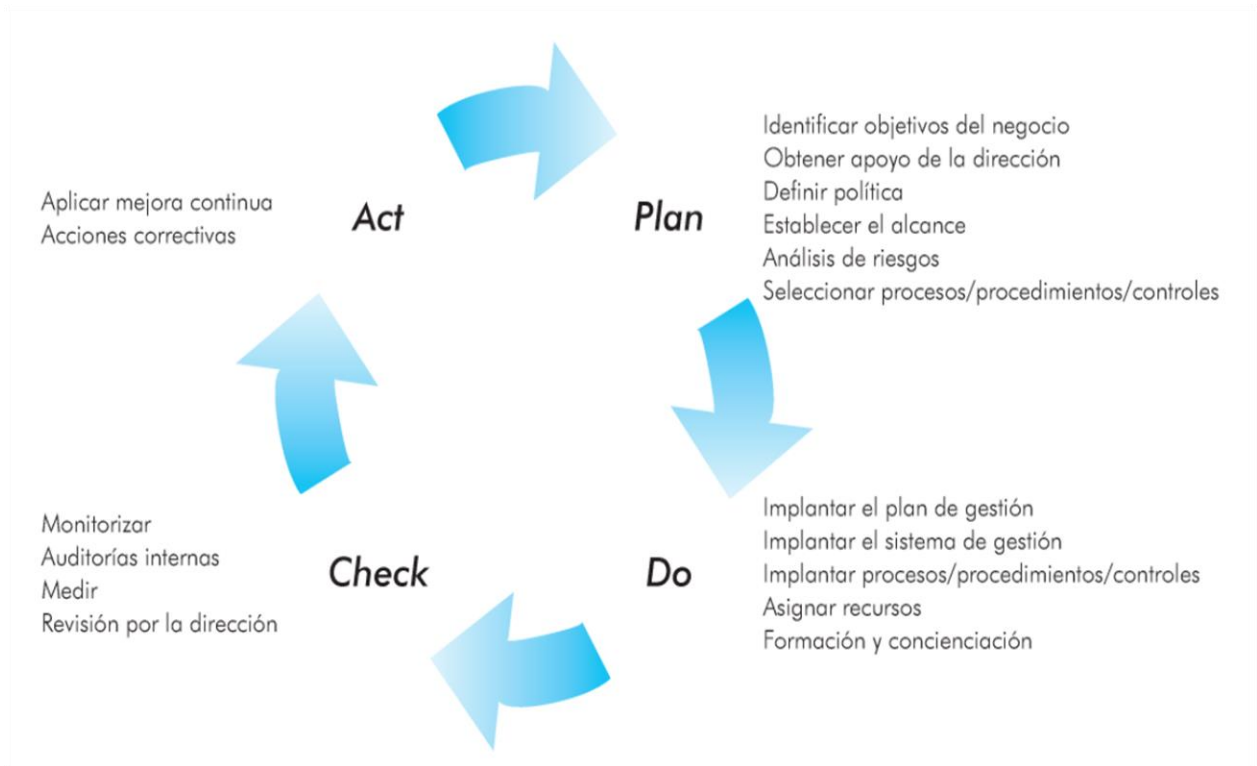 Act
Aplicar mejora continua
Acciones correctivas
Plan
Identificar objetivos del negocio
Obtener apoyo de la dirección
Definir política
Establecer el alcance
Análisis de riesgos
Seleccionar procesos/procedimientos/controles
Check
Monitorizar
Auditorías internas
Medir
Revisión por la dirección
Do
Implantar el plan de gestión
Implantar el sistema de gestión
Implantar procesos/procedimientos/controles
Asignar recursos
Formación y concienciación